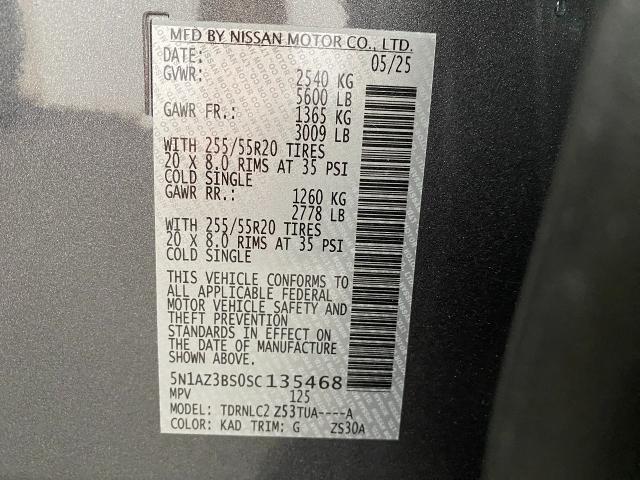 MFD BY NISSAN MOTOR CO., LTD.
DATE: 05/25
GVWR: 2540 KG
5600 LB
GAWR FR.: 1365 KG
3009 LB
WITH 255/55R20 TIRES
20 X 8.0 RIMS AT 35 PSI
COLD SINGLE
GAWR RR.: 1260 KG
2778 LB
WITH 255/55R20 TIRES
20 X 8.0 RIMS AT 35 PSI
COLD SINGLE
THIS VEHICLE CONFORMS TO
ALL APPLICABLE FEDERAL
MOTOR VEHICLE SAFETY AND
THEFT PREVENTION
STANDARDS IN EFFECT ON
THE DATE OF MANUFACTURE
SHOWN ABOVE.
5N1AZ3BS0SC135468
MPV 125
MODEL: TDRNLC2 Z53TUA----A
COLOR: KAD TRIM: G ZS30A